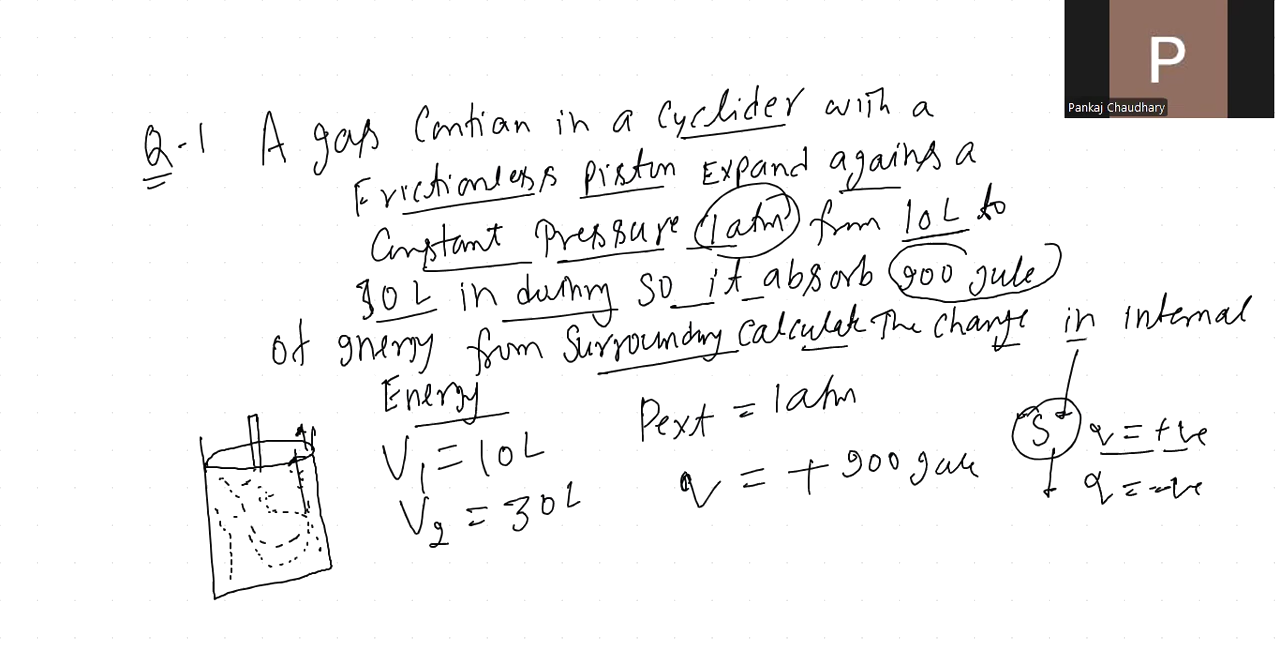 P
Pankaj Chaudhary
Q-1 A gas Contian in a Cyclider with a
Frictionless Piston Expand agains a
Constant Pressure 1atm from 10L to
30L in during so it absorb 900 jule
of energy from Surrounding Calculate The Change in internal
Energy
V1 = 10L
V2 = 30L
Pext = 1atm
q = + 900 jule
S
q = +ve
q = -ve